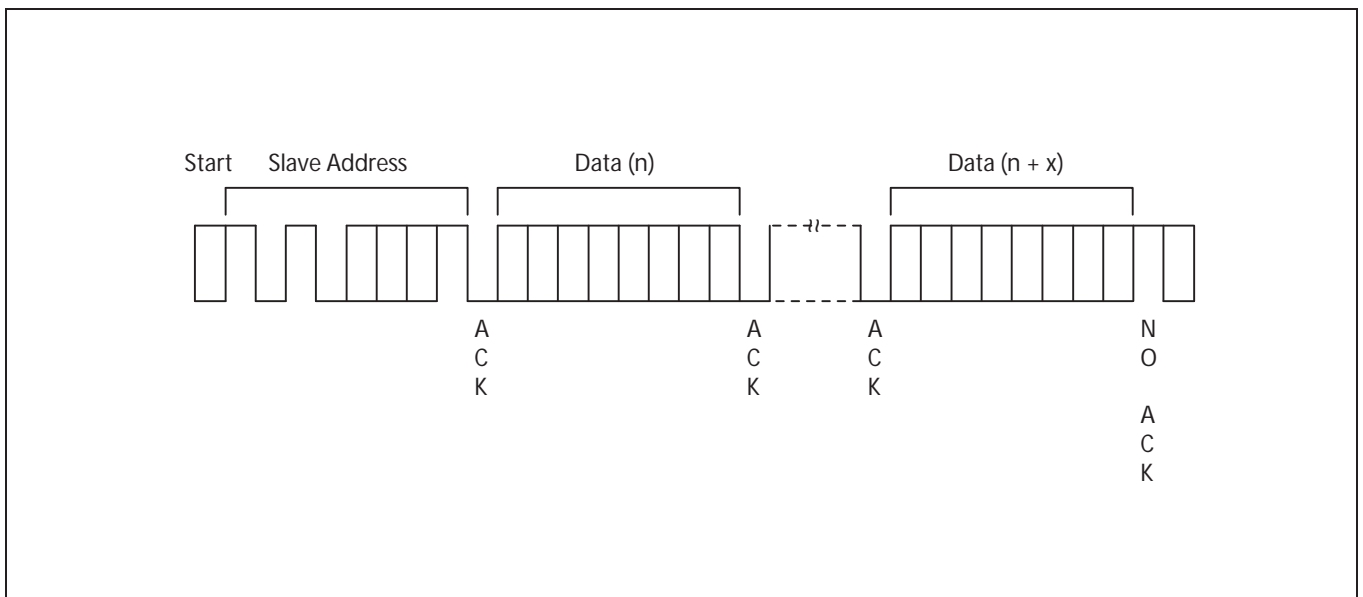 Start Slave Address Data (n) Data (n + x)
A A A N
C C C O
K K K
A
C
K